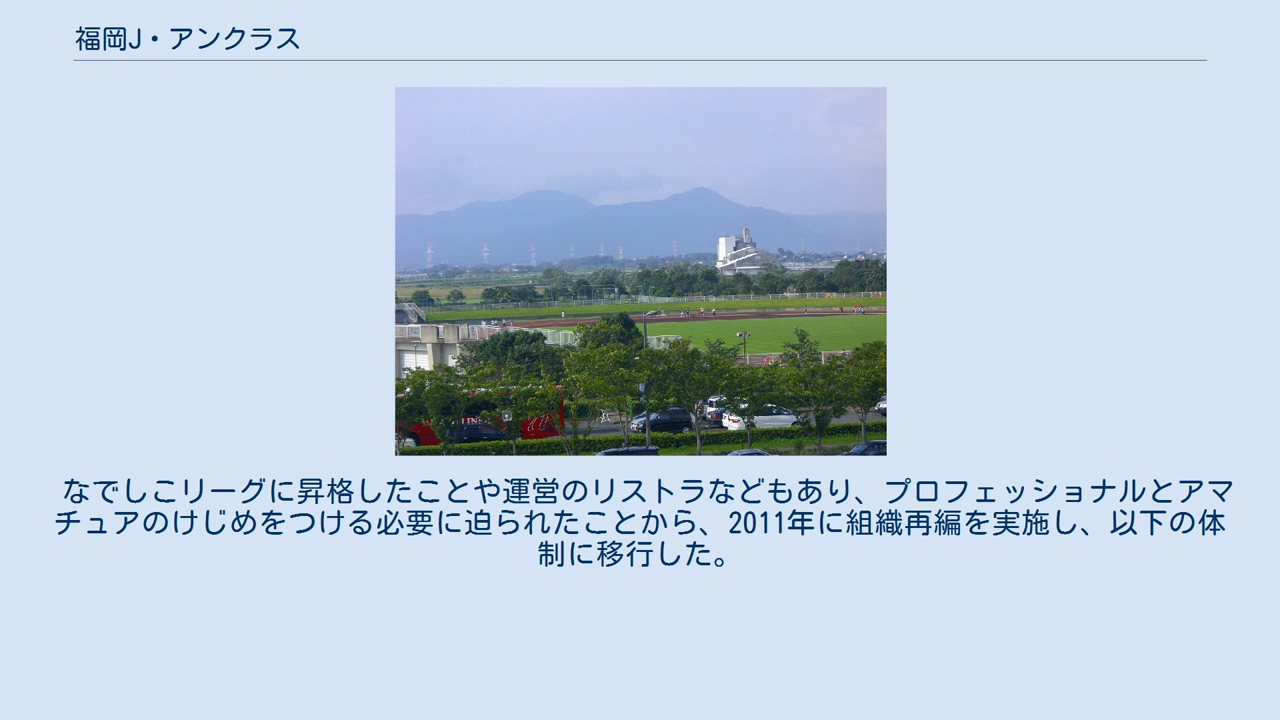 福岡J・アンクラス
なでしこリーグに昇格したことや運営のリストラなどもあり、プロフェッショナルとアマ
チュアのけじめをつける必要に迫られたことから、2011年に組織再編を実施し、以下の体
制に移行した。